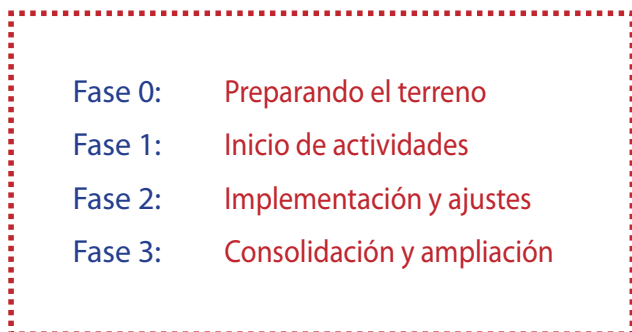 Fase 0: Preparando el terreno
Fase 1: Inicio de actividades
Fase 2: Implementación y ajustes
Fase 3: Consolidación y ampliación